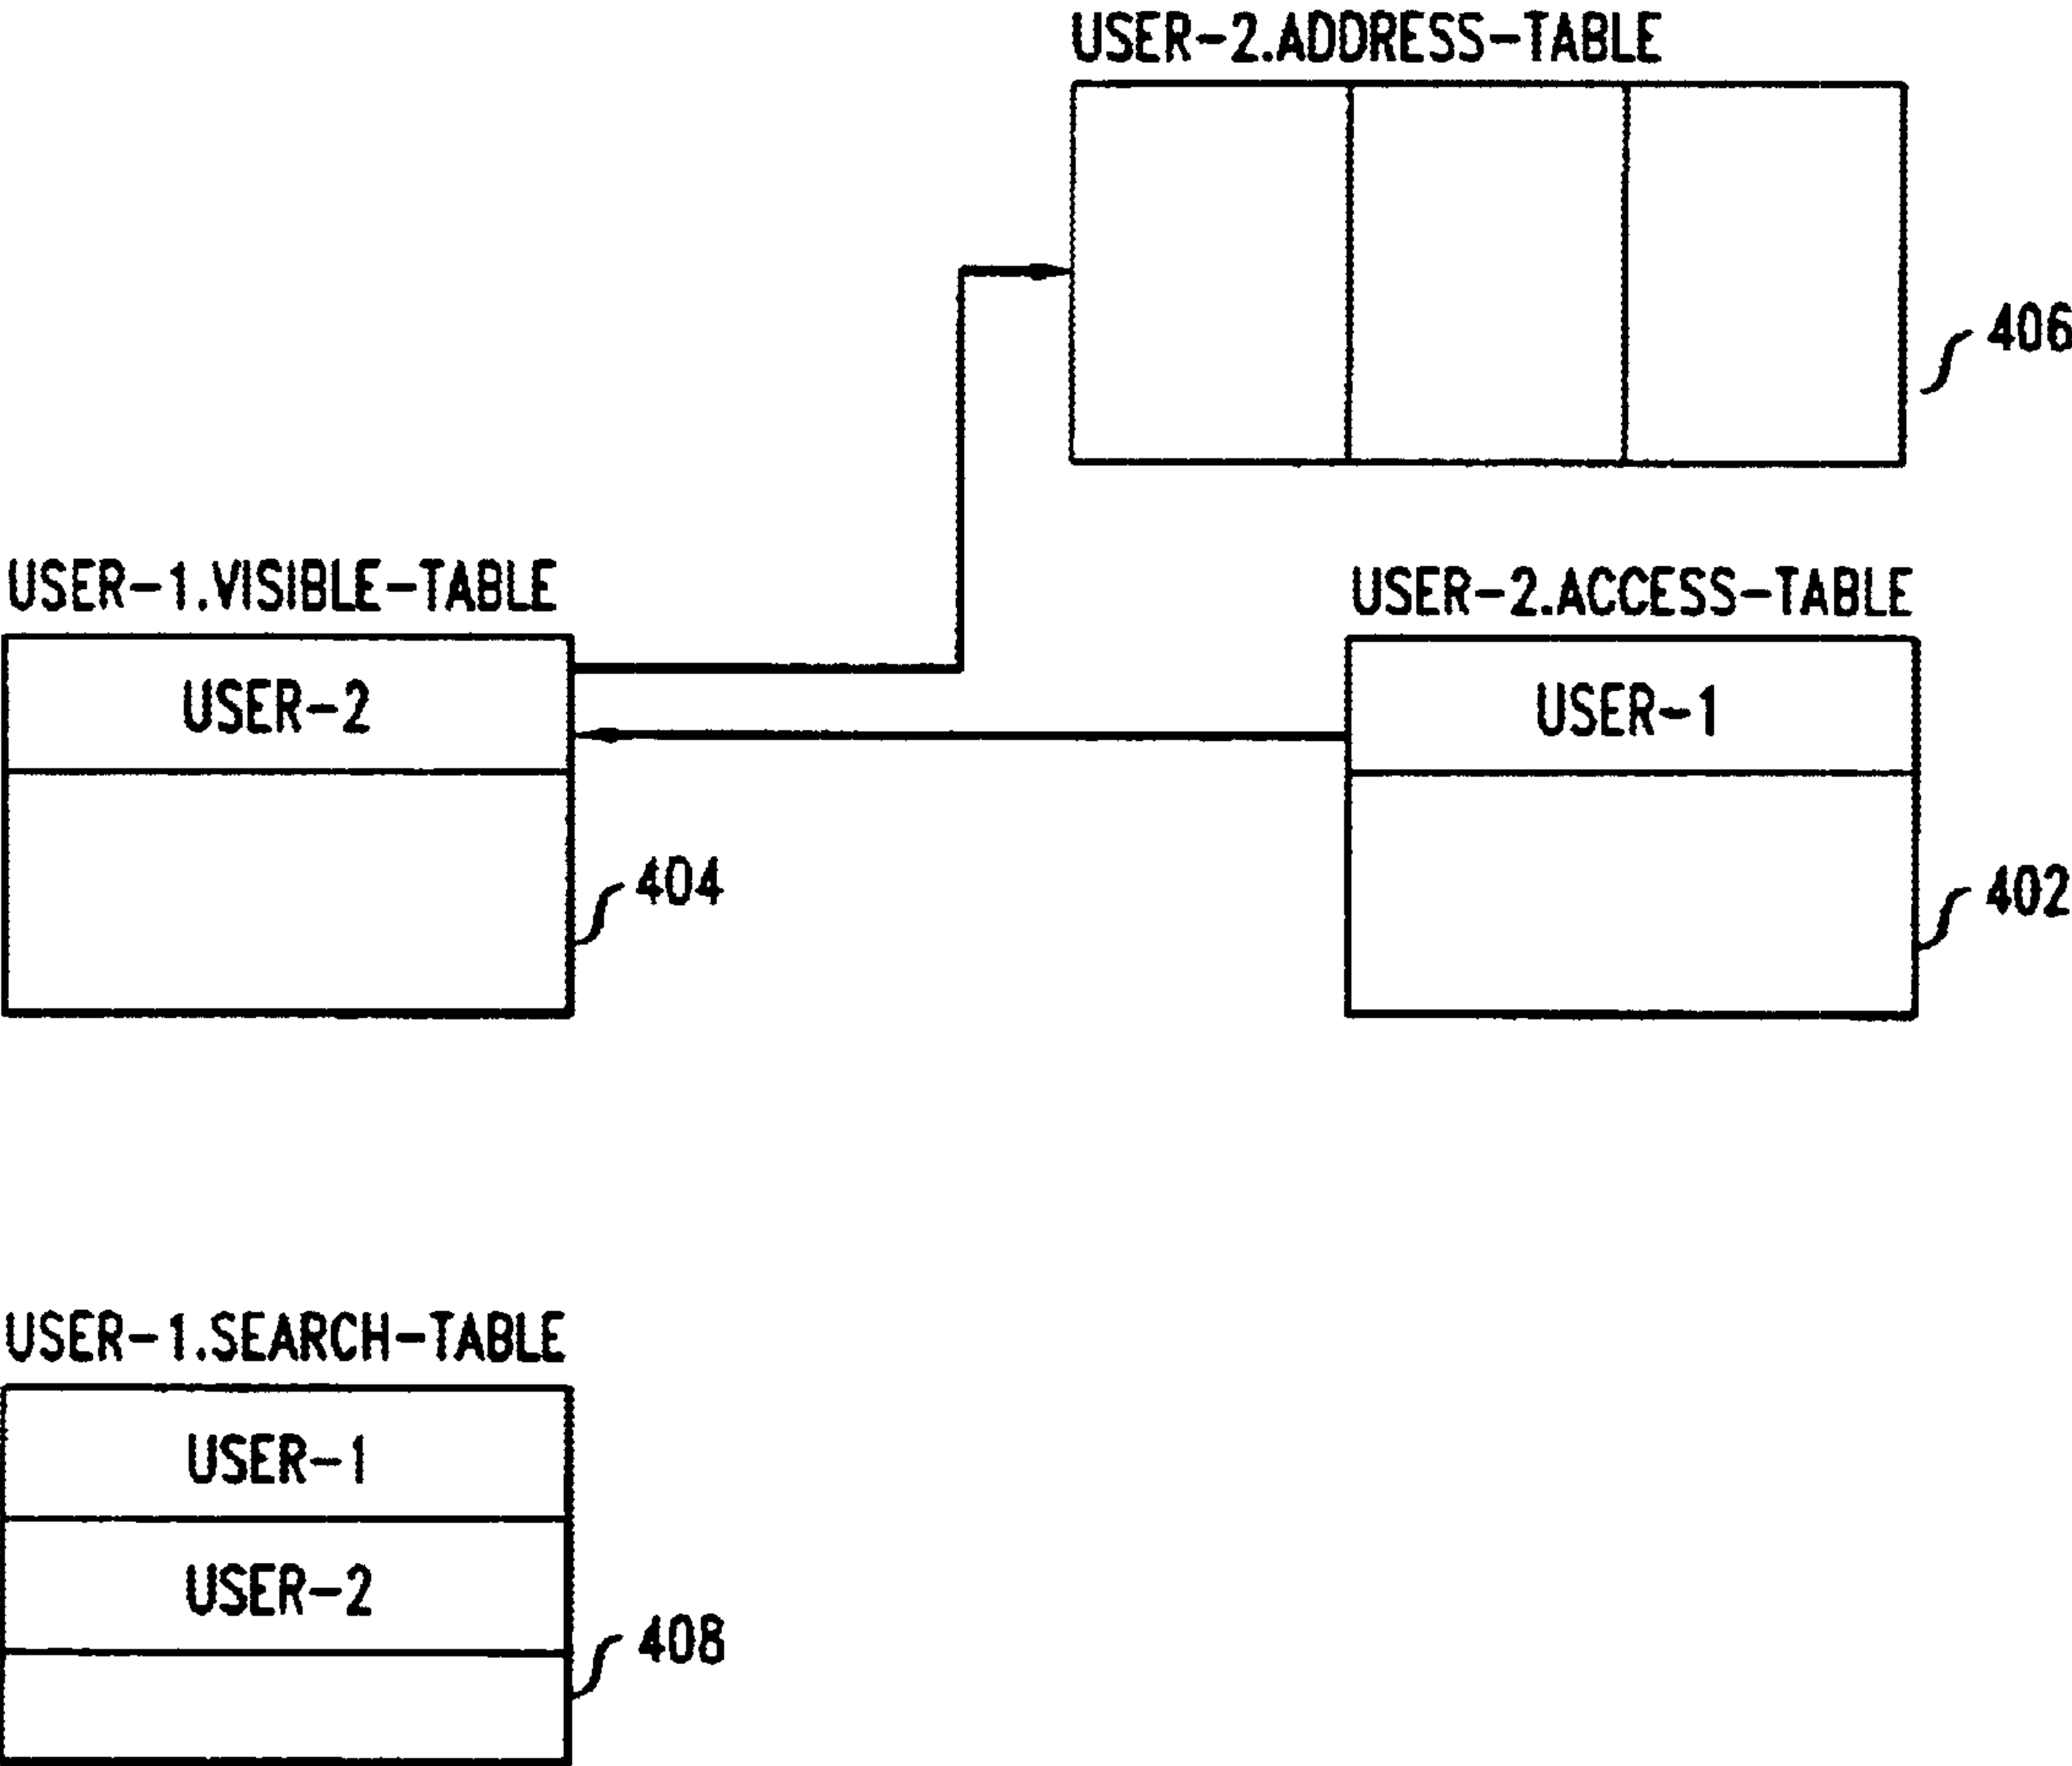 USER-2.ADDRESS-TABLE
406
USER-1.VISIBLE-TABLE
USER-2
404
USER-2.ACCESS-TABLE
USER-1
402
USER-1.SEARCH-TABLE
USER-1
USER-2
408